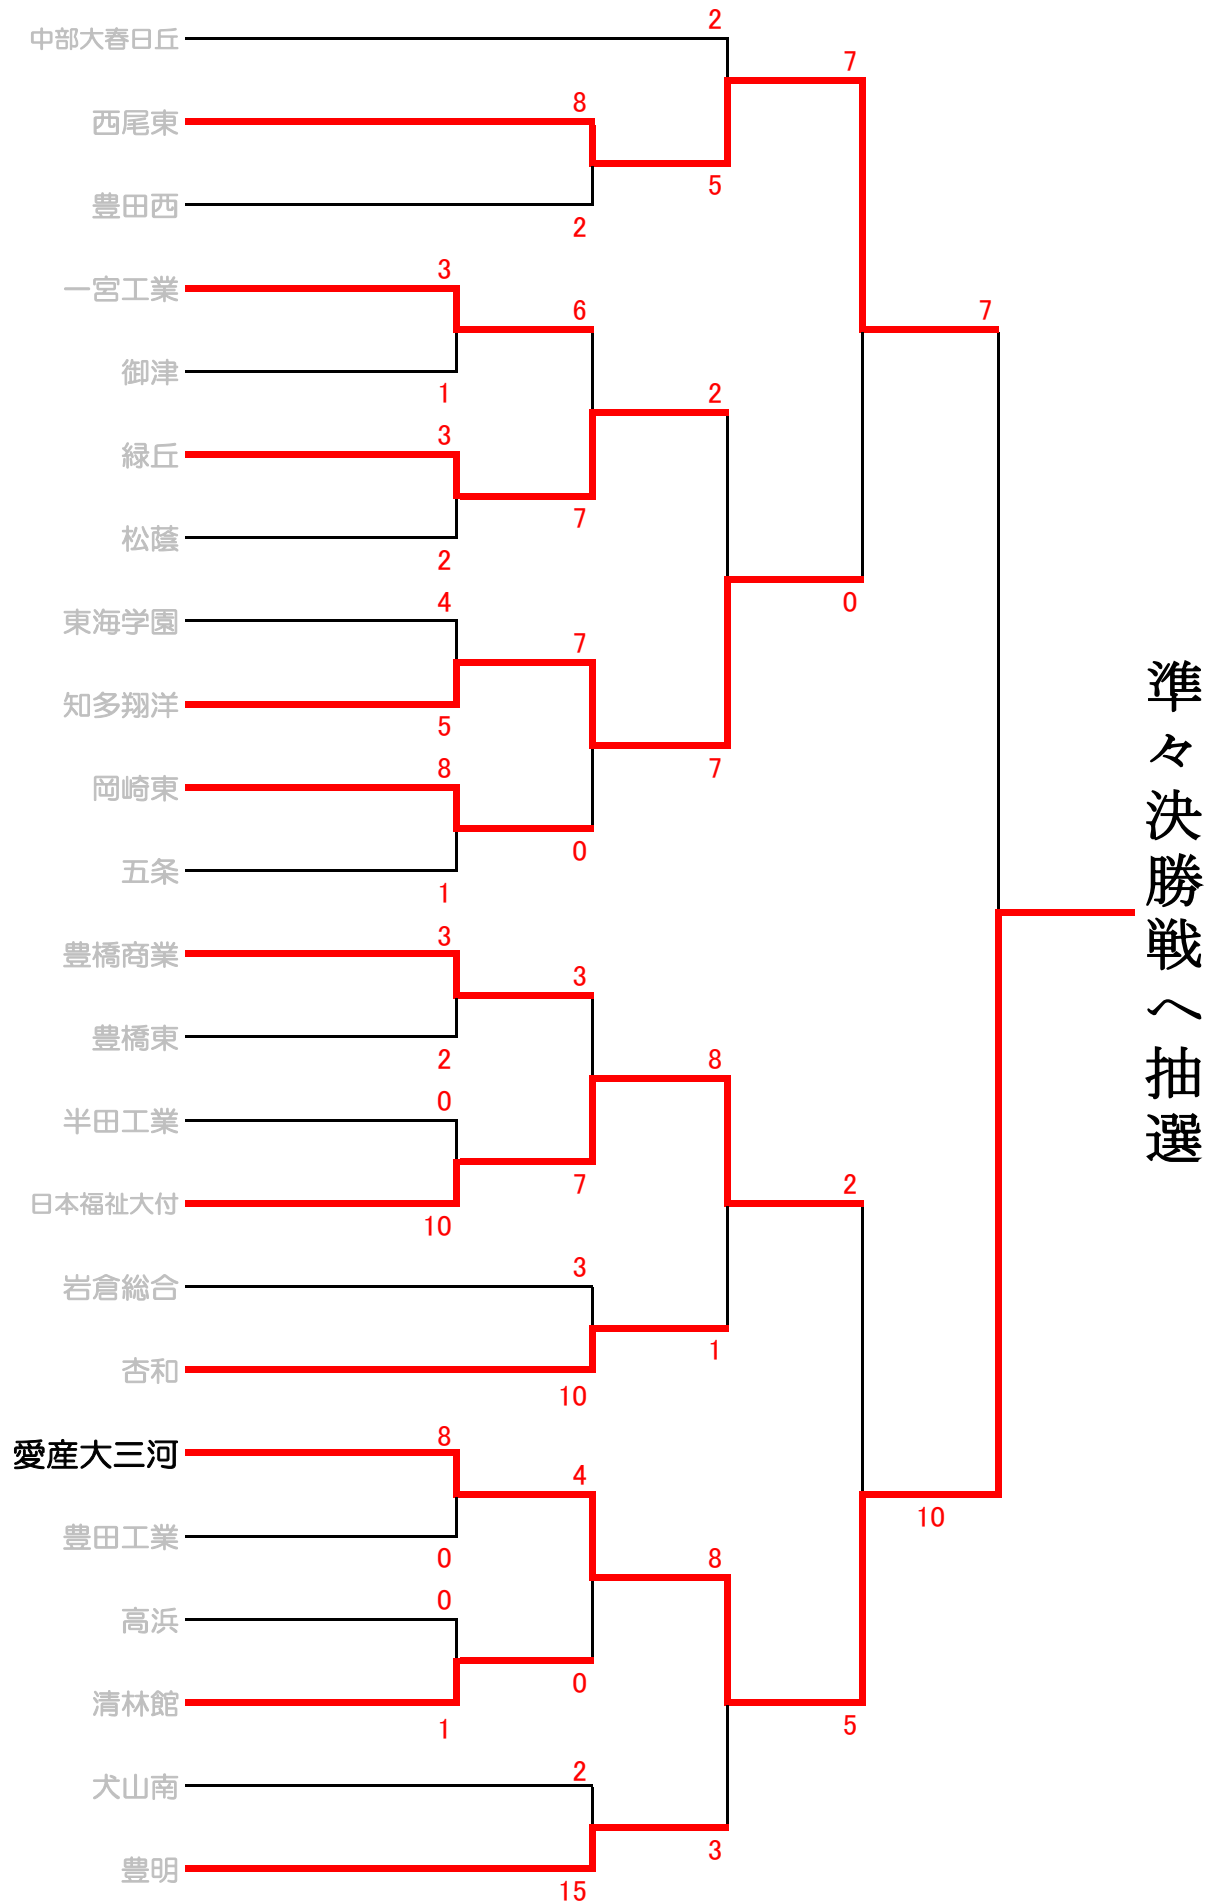 2
中部大春日丘
7
8
西尾東
5
豊田西
2
3
一宮工業
6
7
御津
1
2
3
緑丘
7
松蔭
2
4
0
東海学園
7
知多翔洋
5
7
8
岡崎東
0
五条
1
3
豊橋商業
3
豊橋東
2
8
0
半田工業
7
2
日本福祉大付
10
3
岩倉総合
1
杏和
10
8
愛産大三河
4
10
豊田工業
0
8
0
高浜
0
清林館
1
5
2
犬山南
3
豊明
15
準々決勝戦へ抽選